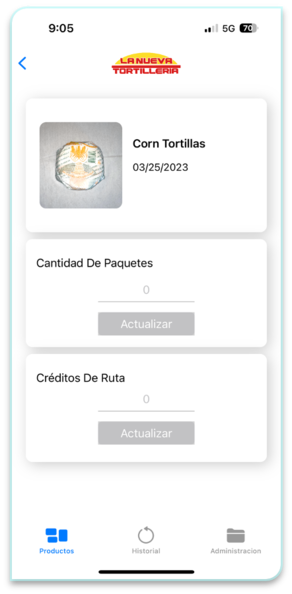 9:05
5G 70
LA NUEVA
TORTILLERIA
Corn Tortillas
03/25/2023
Cantidad De Paquetes
0
Actualizar
Créditos De Ruta
0
Actualizar
Productos Historial Administracion